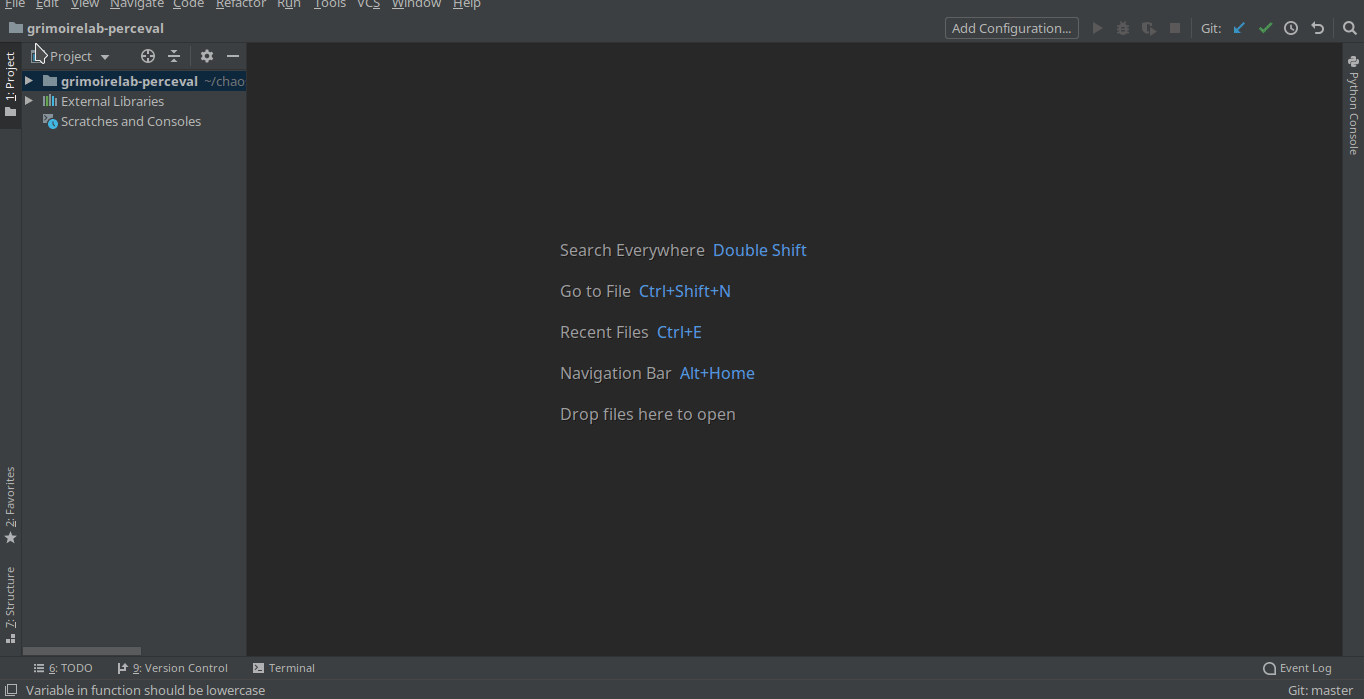 File Edit View Navigate Code Refactor Run Tools VCS Window Help
grimoirelab-perceval
Add Configuration...
Git:
Project
1: Project
grimoirelab-perceval ~/chao
External Libraries
Scratches and Consoles
Python Console
Search Everywhere Double Shift
Go to File Ctrl+Shift+N
Recent Files Ctrl+E
Navigation Bar Alt+Home
Drop files here to open
2: Favorites
7: Structure
6: TODO
9: Version Control
Terminal
Event Log
Variable in function should be lowercase
Git: master